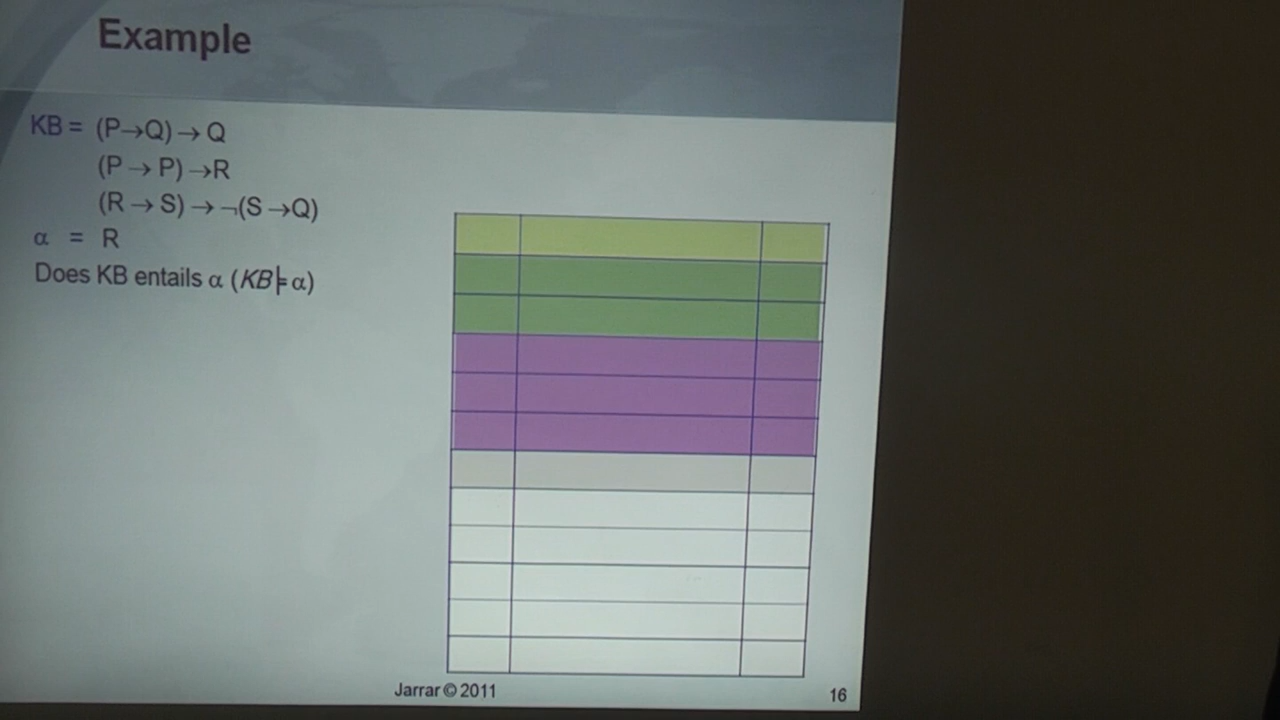 Example
KB = (P→Q) → Q
(P → P) →R
(R → S) → ¬(S →Q)
α = R
Does KB entails α (KB⊨α)
Jarrar © 2011
16